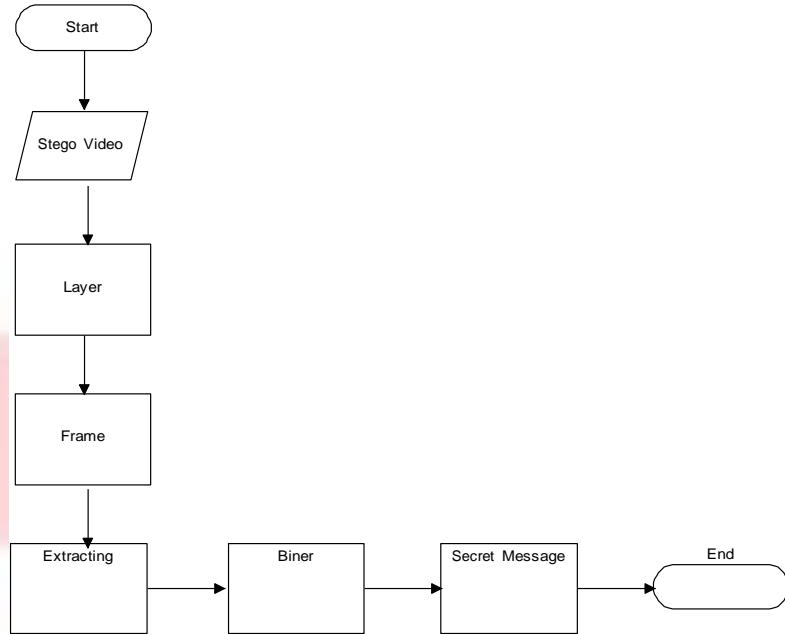 Start
Stego Video
Layer
Frame
Extracting
Biner
Secret Message
End